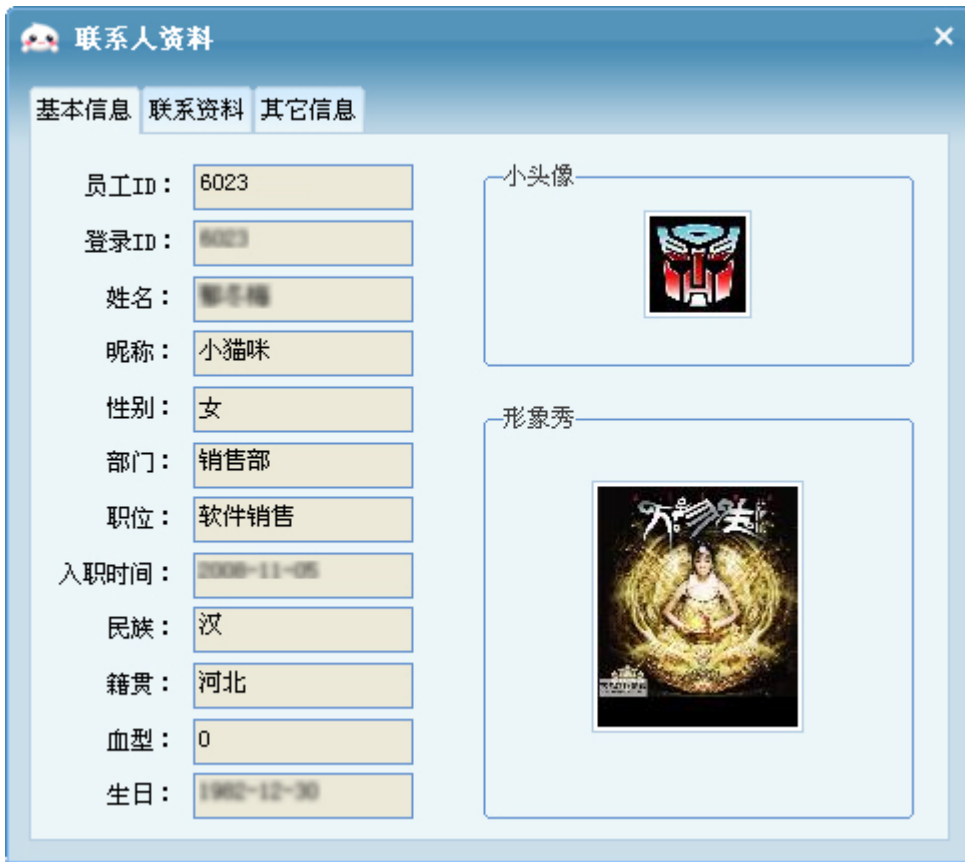 联系人资料
基本信息 联系资料 其它信息
员工ID： 6023
登录ID：
姓名：
昵称： 小猫咪
性别： 女
部门： 销售部
职位： 软件销售
入职时间：
民族： 汉
籍贯： 河北
血型： O
生日：
小头像
形象秀